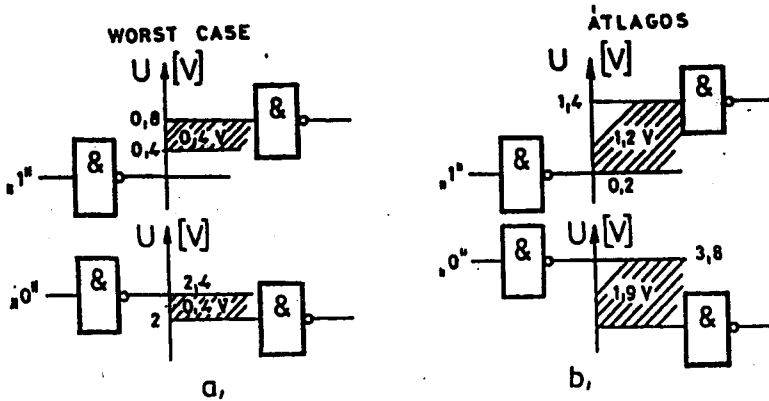 WORST CASE
U [V]
0,8
0,4 V
0,4
&
&
„1"
U [V]
2,4
0,4 V
2
&
&
„0"
a,
ÁTLAGOS
U [V]
1,4
1,2 V
0,2
&
&
„1"
U [V]
3,8
1,9 V
&
&
„0"
b,